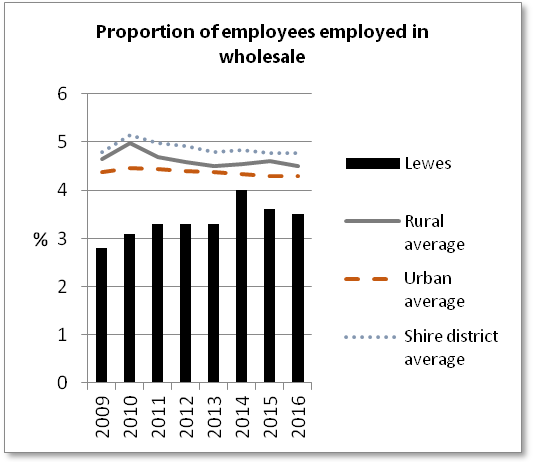 Proportion of employees employed in
wholesale
6
5
4
3
2
1
0
%
2009
2010
2011
2012
2013
2014
2015
2016
Lewes
Rural
average
Urban
average
Shire district
average